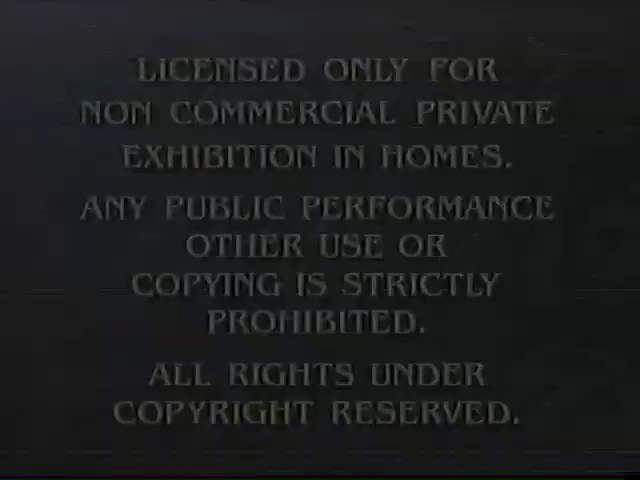 LICENSED ONLY FOR
NON COMMERCIAL PRIVATE
EXHIBITION IN HOMES.
ANY PUBLIC PERFORMANCE
OTHER USE OR
COPYING IS STRICTLY
PROHIBITED.
ALL RIGHTS UNDER
COPYRIGHT RESERVED.